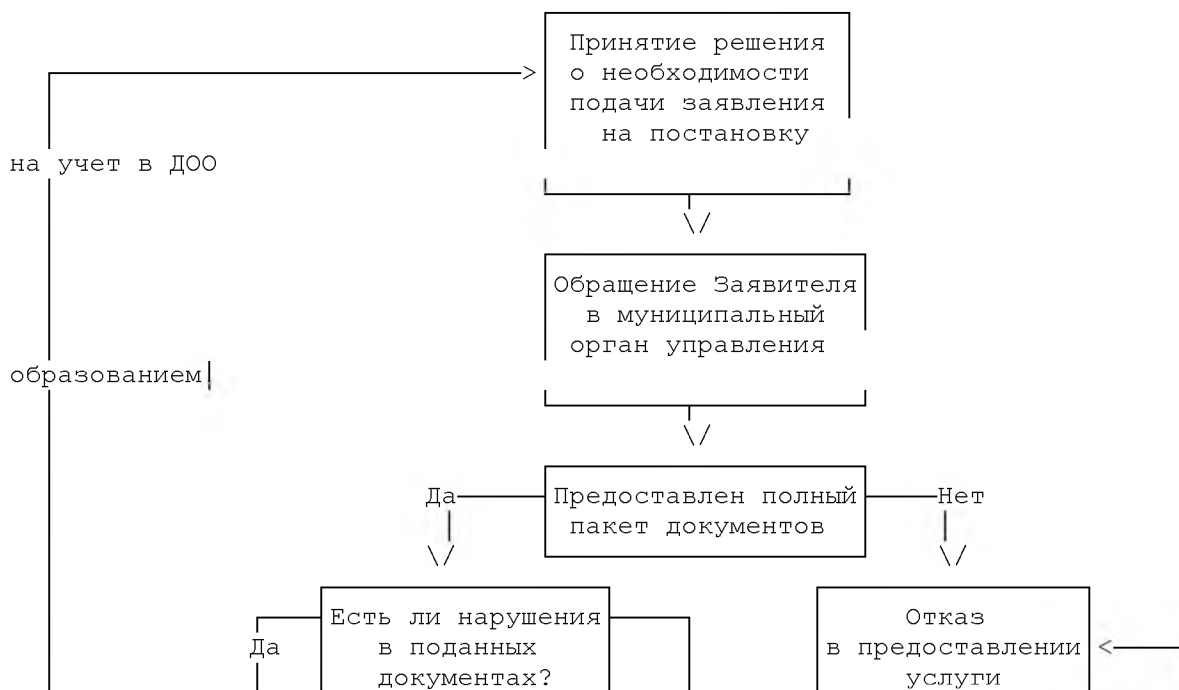 Принятие решения
о необходимости
подачи заявления
на постановку
на учет в ДОО
Обращение Заявителя
в муниципальный
орган управления
образованием
Да
Предоставлен полный
пакет документов
Нет
Есть ли нарушения
в поданных
документах?
Да
Отказ
в предоставлении
услуги